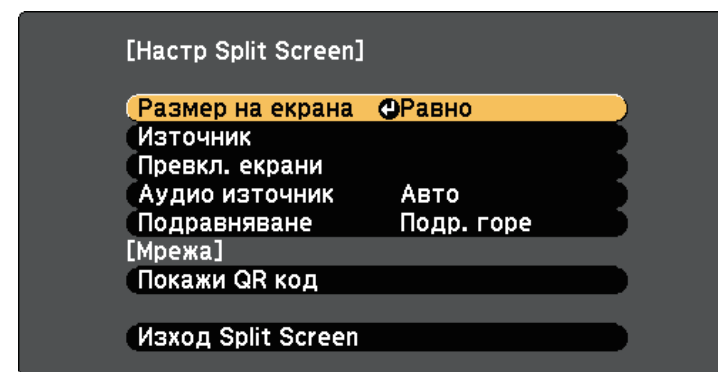 [Настр Split Screen]
Размер на екрана Равно
Източник
Превкл. екрани
Аудио източник Авто
Подравняване Подр. горе
[Мрежа]
Покажи QR код
Изход Split Screen